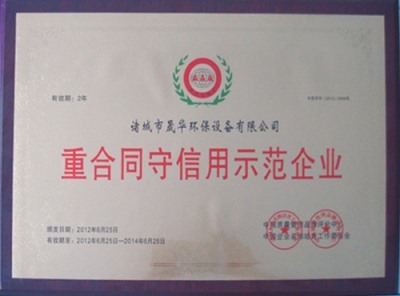 有效期：2年
诸城市晟华环保设备有限公司
重合同守信用示范企业
颁发日期：2012年6月25日
有效期至：2012年6月25日—2014年6月25日